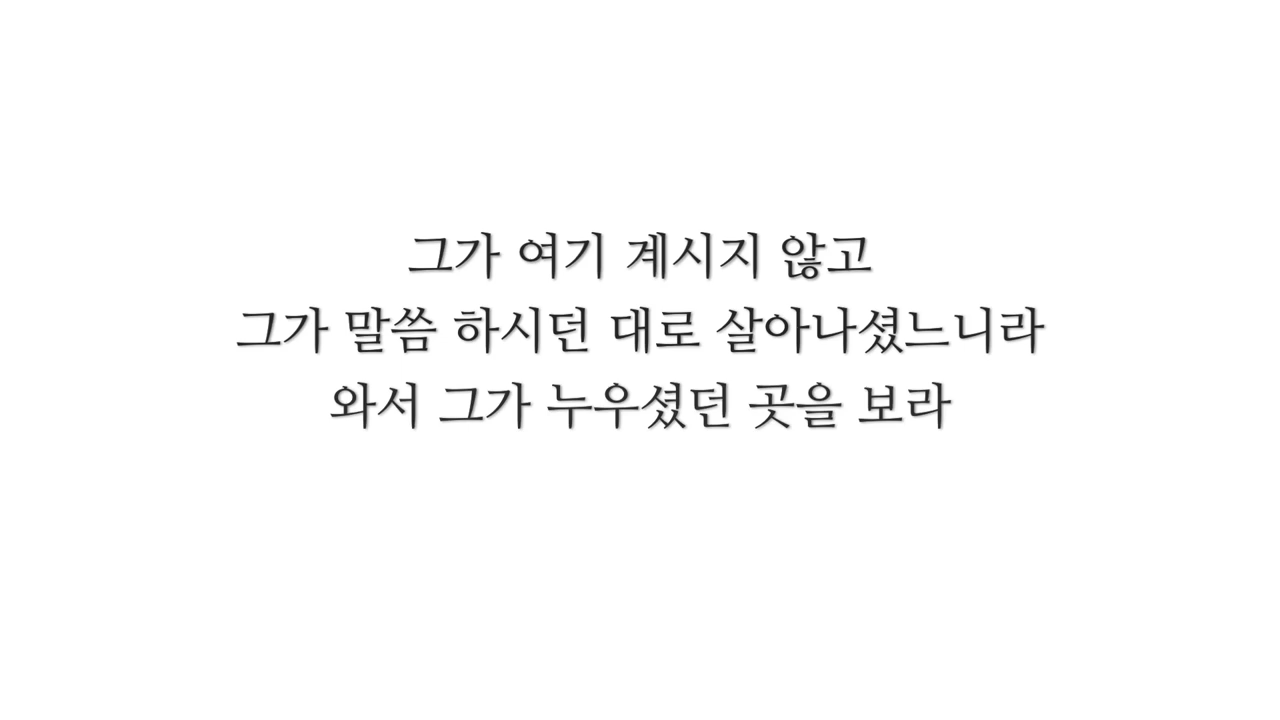 그가 여기 계시지 않고
그가 말씀 하시던 대로 살아나셨느니라
와서 그가 누우셨던 곳을 보라